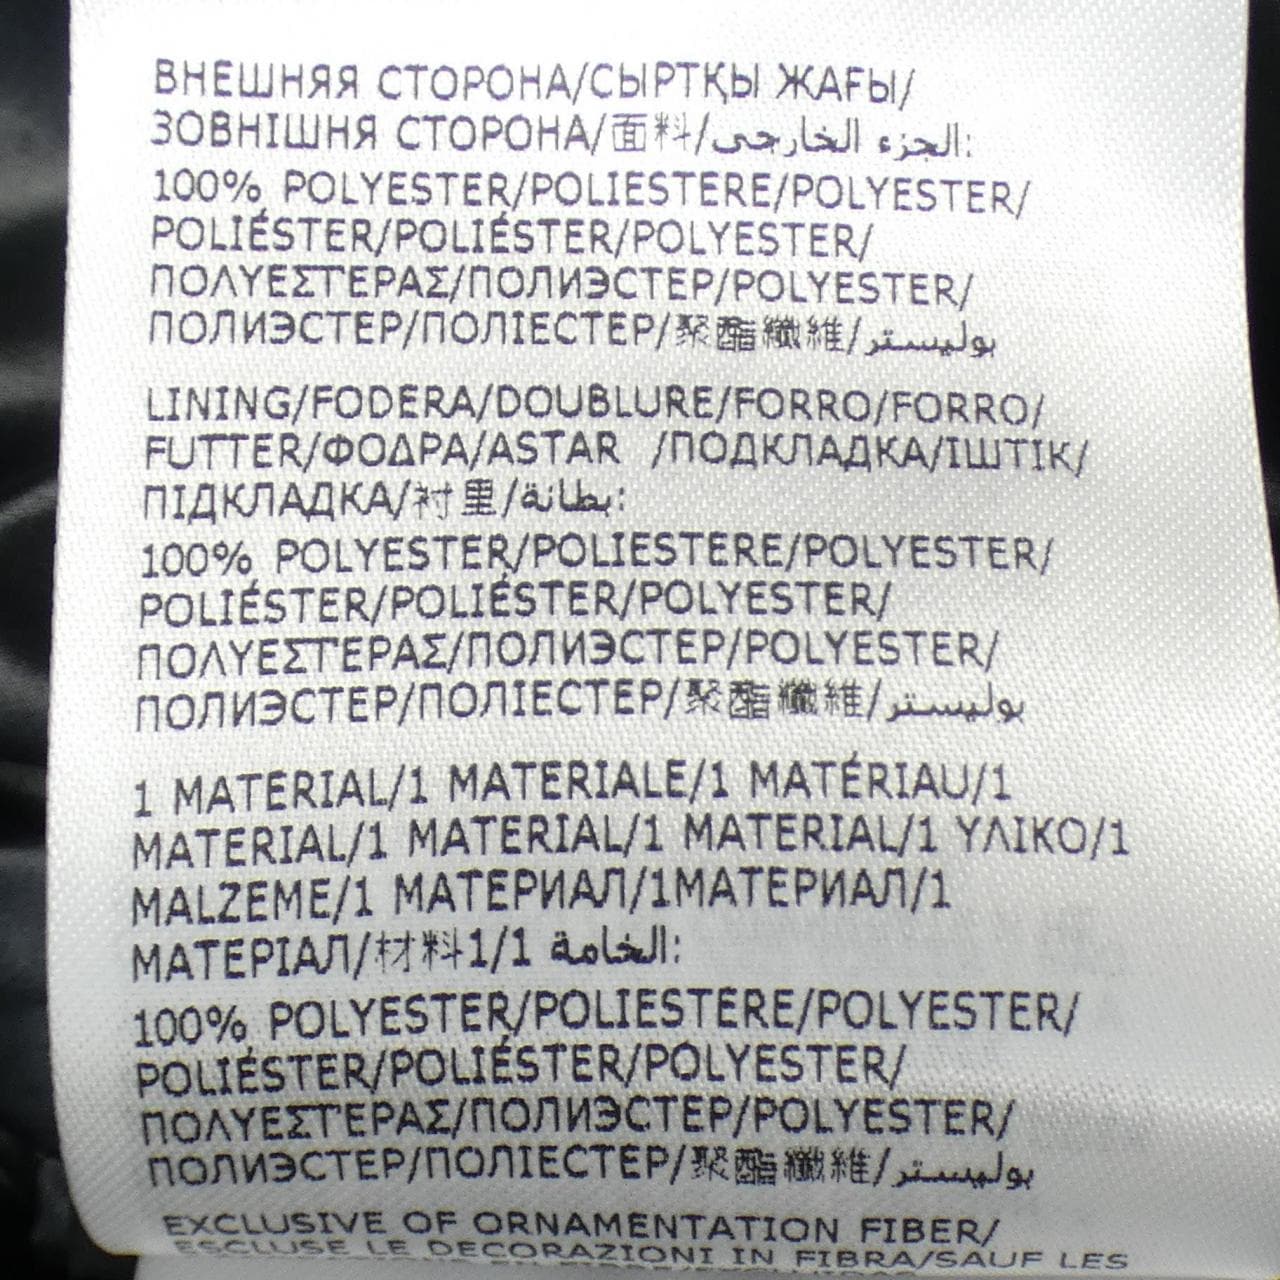 ВНЕШНЯЯ СТОРОНА/СЫРТҚЫ ЖАҒЫ/
ЗОВНІШНЯ СТОРОНА/面料/الجزء الخارجي:
100% POLYESTER/POLIESTERE/POLYESTER/
POLIÉSTER/POLIÉSTER/POLYESTER/
ΠΟΛΥΕΣΤΕΡΑΣ/ПОЛИЭСТЕР/POLYESTER/
ПОЛИЭСТЕР/ПОЛІЕСТЕР/聚酯纖維/بوليستر
LINING/FODERA/DOUBLURE/FORRO/FORRO/
FUTTER/ΦΟΔΡΑ/ASTAR /ПОДКЛАДКА/ІШТІК/
ПІДКЛАДКА/衬里/بطانة:
100% POLYESTER/POLIESTERE/POLYESTER/
POLIÉSTER/POLIÉSTER/POLYESTER/
ΠΟΛΥΕΣΤΕΡΑΣ/ПОЛИЭСТЕР/POLYESTER/
ПОЛИЭСТЕР/ПОЛІЕСТЕР/聚酯纖維/بوليستر
1 MATERIAL/1 MATERIALE/1 MATÉRIAU/1
MATERIAL/1 MATERIAL/1 MATERIAL/1 ΥΛΙΚΟ/1
MALZEME/1 МАТЕРИАЛ/1МАТЕРИАЛ/1
МАТЕРІАЛ/材料1/1 الخامة:
100% POLYESTER/POLIESTERE/POLYESTER/
POLIÉSTER/POLIÉSTER/POLYESTER/
ΠΟΛΥΕΣΤΕΡΑΣ/ПОЛИЭСТЕР/POLYESTER/
ПОЛИЭСТЕР/ПОЛІЕСТЕР/聚酯纖維/بوليستر
EXCLUSIVE OF ORNAMENTATION FIBER/
ESCLUSE LE DECORAZIONI IN FIBRA/SAUF LES